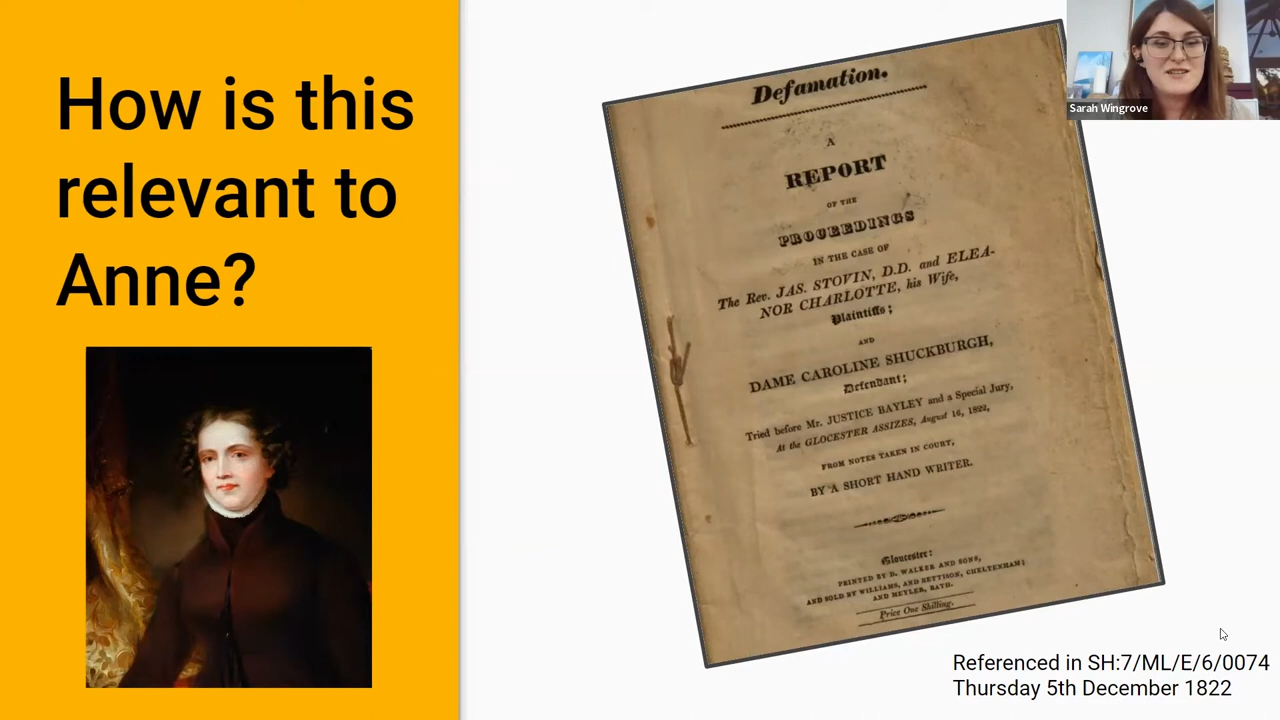 How is this
relevant to
Anne?
Defamation.
A
REPORT
OF THE
PROCEEDINGS
IN THE CASE OF
The Rev. JAS. STOVIN, D.D. and ELEA-
NOR CHARLOTTE, his Wife,
Plaintiffs;
AND
DAME CAROLINE SHUCKBURGH,
Defendant;
Tried before Mr. JUSTICE BAYLEY and a Special Jury,
At the GLOCESTER ASSIZES, August 16, 1822,
FROM NOTES TAKEN IN COURT,
BY A SHORT HAND WRITER.
Gloucester:
PRINTED BY D. WALKER AND SONS,
AND SOLD BY WILLIAMS, AND BETTISON, CHELTENHAM;
AND MEYLER, BATH.
Price One Shilling.
Sarah Wingrove
Referenced in SH:7/ML/E/6/0074
Thursday 5th December 1822